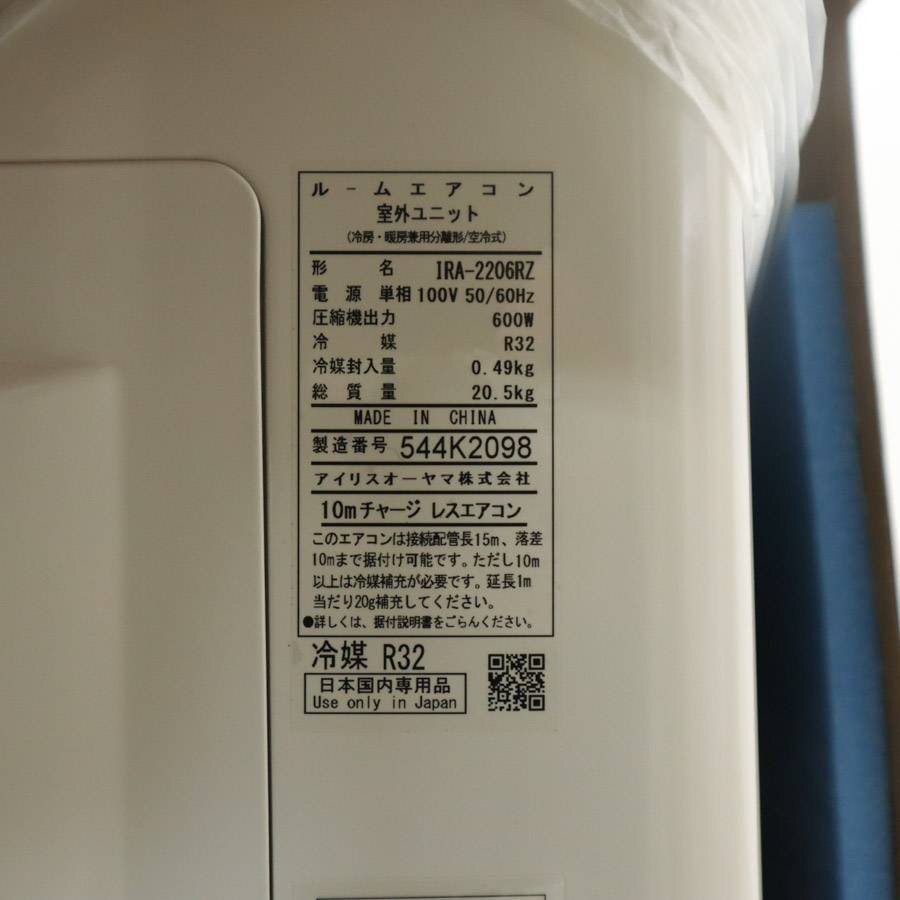 ル-ムエアコン
室外ユニット
(冷房・暖房兼用分離形/空冷式)
形名 IRA-2206RZ
電源 単相100V 50/60Hz
圧縮機出力 600W
冷媒 R32
冷媒封入量 0.49kg
総質量 20.5kg
MADE IN CHINA
製造番号 544K2098
アイリスオーヤマ株式会社
10mチャージ レスエアコン
このエアコンは接続配管長15m、落差
10mまで据付け可能です。ただし10m
以上は冷媒補充が必要です。延長1m
当だり20g補充してください。
●詳しくは、据付説明書をごらんください。
冷媒 R32
日本国内専用品
Use only in Japan